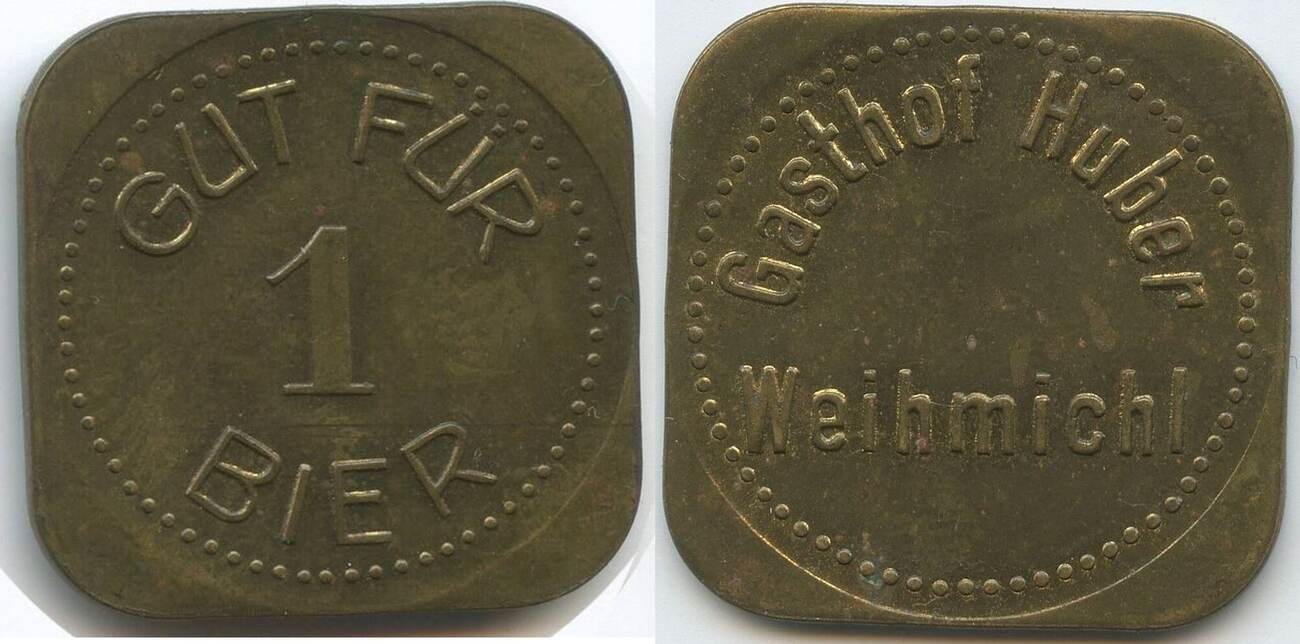 GUT FÜR
1
BIER
Gasthof Huber
Weihmichl